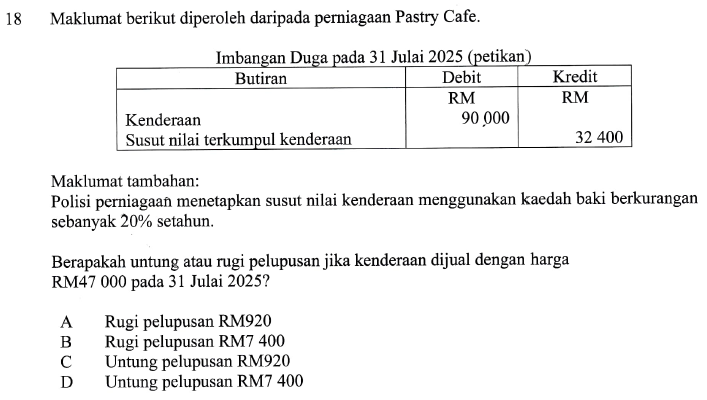 18 Maklumat berikut diperoleh daripada perniagaan Pastry Cafe.
Imbangan Duga pada 31 Julai 2025 (petikan)
Butiran Debit Kredit
RM RM
Kenderaan 90 000
Susut nilai terkumpul kenderaan 32 400
Maklumat tambahan:
Polisi perniagaan menetapkan susut nilai kenderaan menggunakan kaedah baki berkurangan
sebanyak 20% setahun.
Berapakah untung atau rugi pelupusan jika kenderaan dijual dengan harga
RM47 000 pada 31 Julai 2025?
A Rugi pelupusan RM920
B Rugi pelupusan RM7 400
C Untung pelupusan RM920
D Untung pelupusan RM7 400